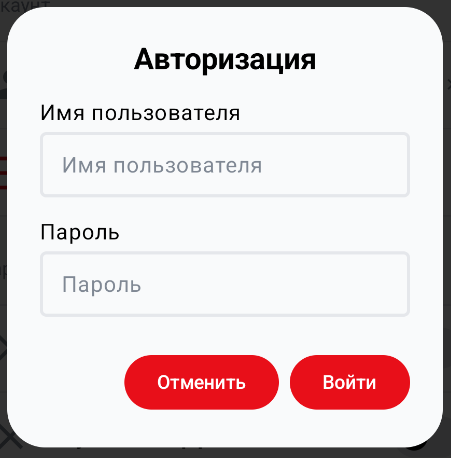 Авторизация
Имя пользователя
Имя пользователя
Пароль
Пароль
Отменить
Войти